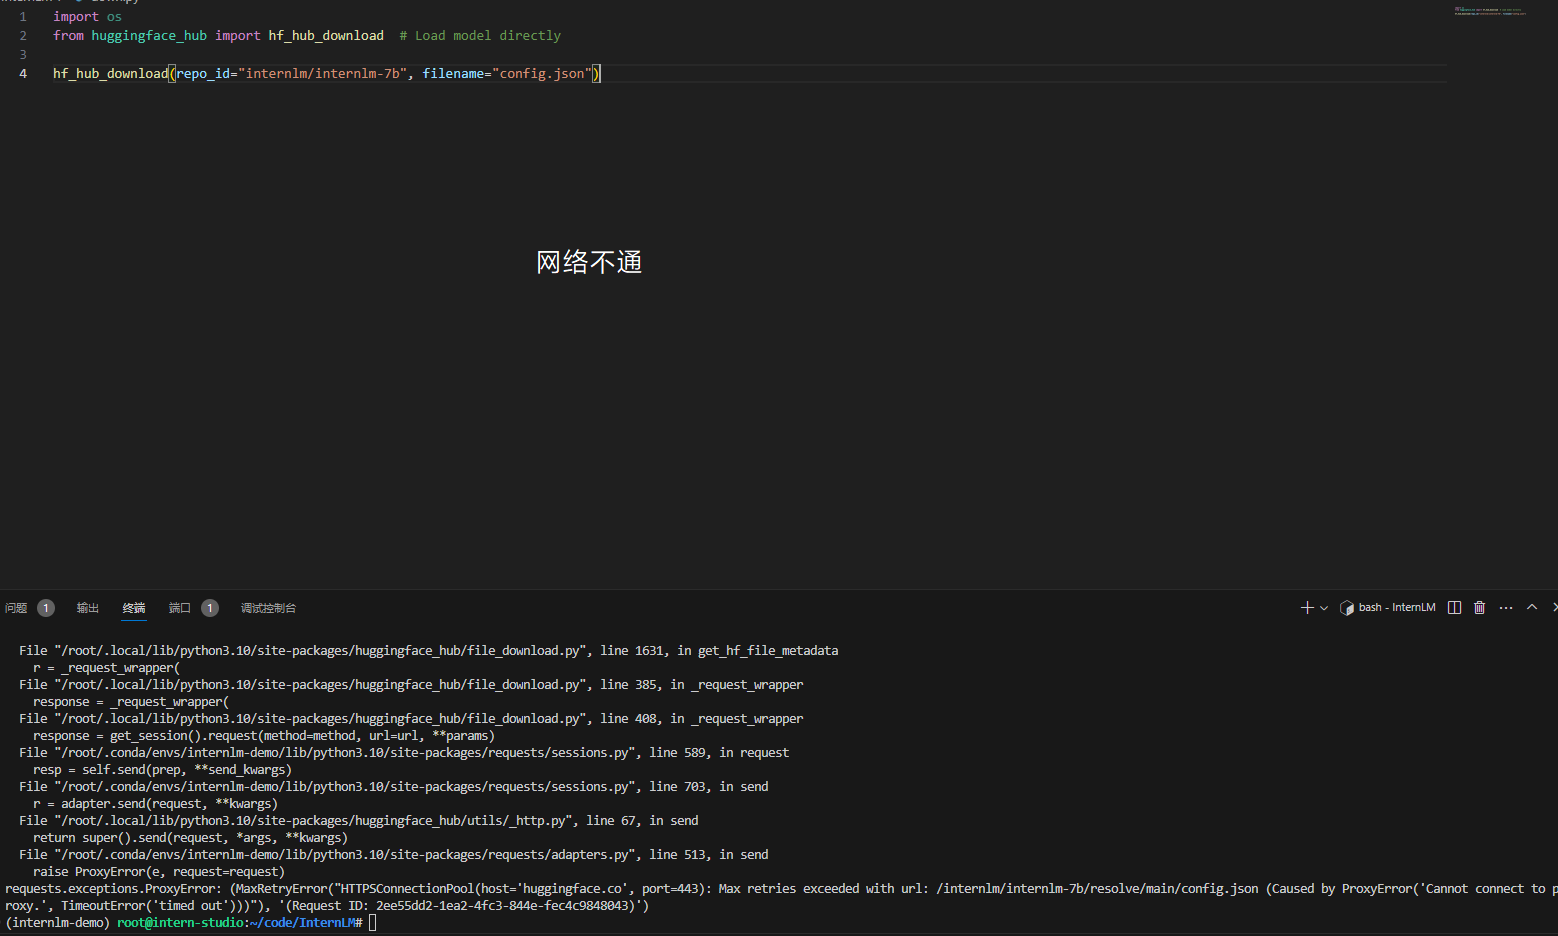 1 import os
2 from huggingface_hub import hf_hub_download  # Load model directly
3
4 hf_hub_download(repo_id="internlm/internlm-7b", filename="config.json")
网络不通
问题 1 输出 终端 端口 1 调试控制台 bash - InternLM
File "/root/.local/lib/python3.10/site-packages/huggingface_hub/file_download.py", line 1631, in get_hf_file_metadata
r = _request_wrapper(
File "/root/.local/lib/python3.10/site-packages/huggingface_hub/file_download.py", line 385, in _request_wrapper
response = _request_wrapper(
File "/root/.local/lib/python3.10/site-packages/huggingface_hub/file_download.py", line 408, in _request_wrapper
response = get_session().request(method=method, url=url, **params)
File "/root/.conda/envs/internlm-demo/lib/python3.10/site-packages/requests/sessions.py", line 589, in request
resp = self.send(prep, **send_kwargs)
File "/root/.conda/envs/internlm-demo/lib/python3.10/site-packages/requests/sessions.py", line 703, in send
r = adapter.send(request, **kwargs)
File "/root/.local/lib/python3.10/site-packages/huggingface_hub/utils/_http.py", line 67, in send
return super().send(request, *args, **kwargs)
File "/root/.conda/envs/internlm-demo/lib/python3.10/site-packages/requests/adapters.py", line 513, in send
raise ProxyError(e, request=request)
requests.exceptions.ProxyError: (MaxRetryError("HTTPSConnectionPool(host='huggingface.co', port=443): Max retries exceeded with url: /internlm/internlm-7b/resolve/main/config.json (Caused by ProxyError('Cannot connect to p
roxy.', TimeoutError('timed out')))"), '(Request ID: 2ee55dd2-1ea2-4fc3-844e-fec4c9848043)')
(internlm-demo) root@intern-studio:~/code/InternLM#